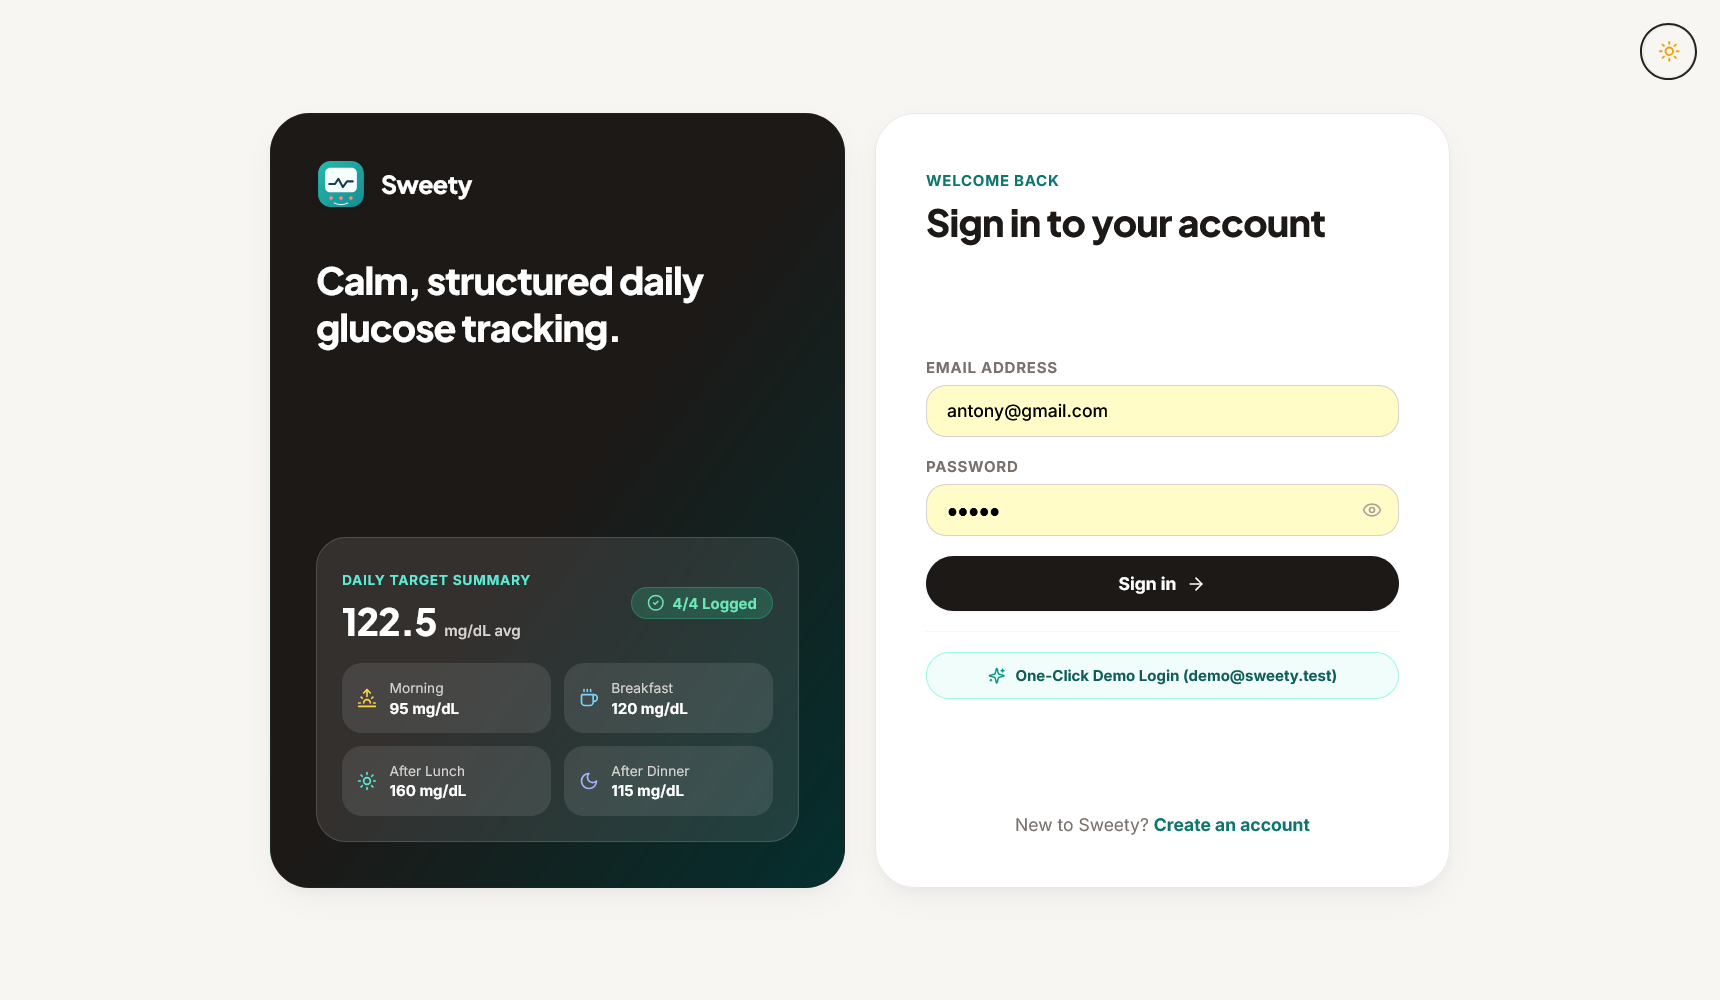 Sweety
Calm, structured daily
glucose tracking.
DAILY TARGET SUMMARY
122.5 mg/dL avg
4/4 Logged
Morning
95 mg/dL
Breakfast
120 mg/dL
After Lunch
160 mg/dL
After Dinner
115 mg/dL
WELCOME BACK
Sign in to your account
EMAIL ADDRESS
antony@gmail.com
PASSWORD
•••••
Sign in
One-Click Demo Login (demo@sweety.test)
New to Sweety? Create an account